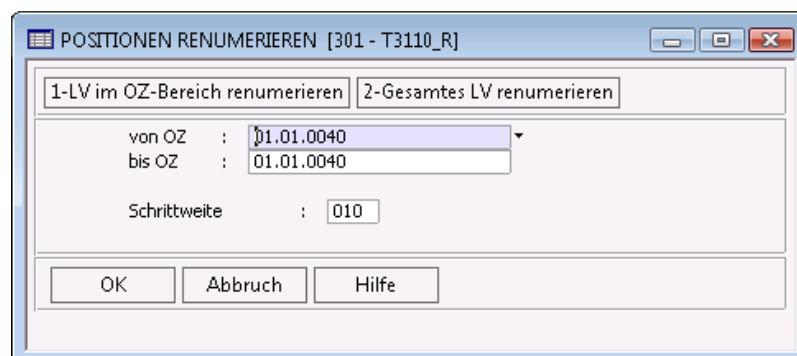 POSITIONEN RENUMERIEREN [301 - T3110_R]
1-LV im OZ-Bereich renumerieren 2-Gesamtes LV renumerieren
von OZ : 01.01.0040
bis OZ : 01.01.0040
Schrittweite : 010
OK Abbruch Hilfe